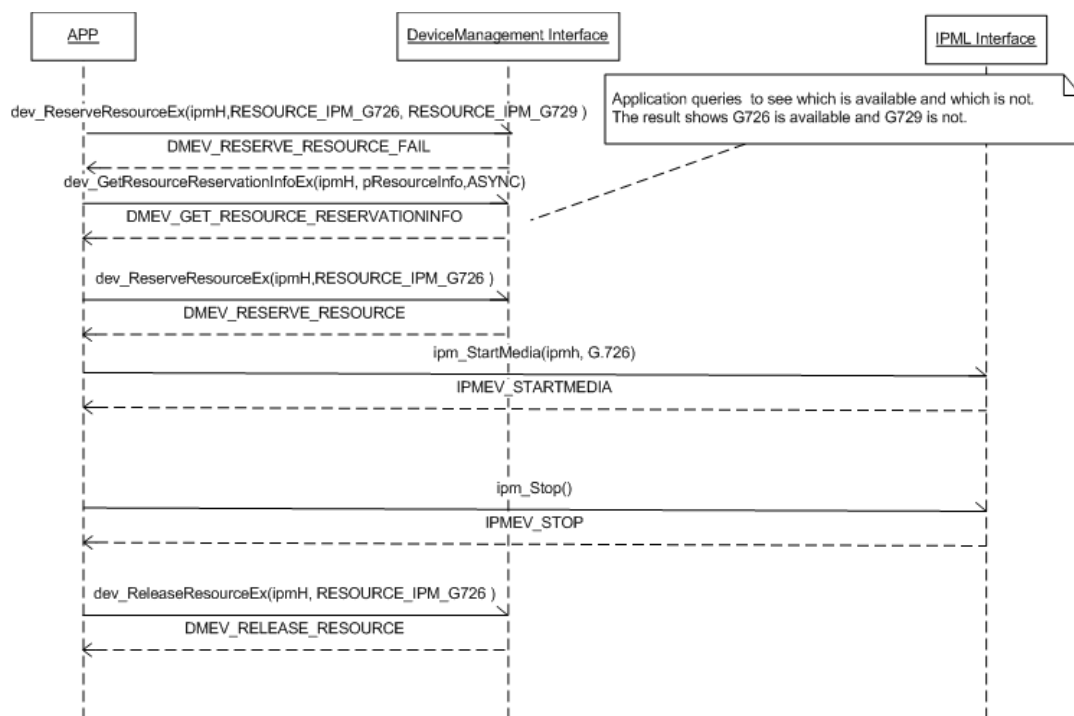 APP
DeviceManagement Interface
IPML Interface
Application queries to see which is available and which is not.
The result shows G726 is available and G729 is not.
dev_ReserveResourceEx(ipmH,RESOURCE_IPM_G726, RESOURCE_IPM_G729 )
DMEV_RESERVE_RESOURCE_FAIL
dev_GetResourceReservationInfoEx(ipmH, pResourceInfo,ASYNC)
DMEV_GET_RESOURCE_RESERVATIONINFO
dev_ReserveResourceEx(ipmH,RESOURCE_IPM_G726 )
DMEV_RESERVE_RESOURCE
ipm_StartMedia(ipmh, G.726)
IPMEV_STARTMEDIA
ipm_Stop()
IPMEV_STOP
dev_ReleaseResourceEx(ipmH, RESOURCE_IPM_G726 )
DMEV_RELEASE_RESOURCE